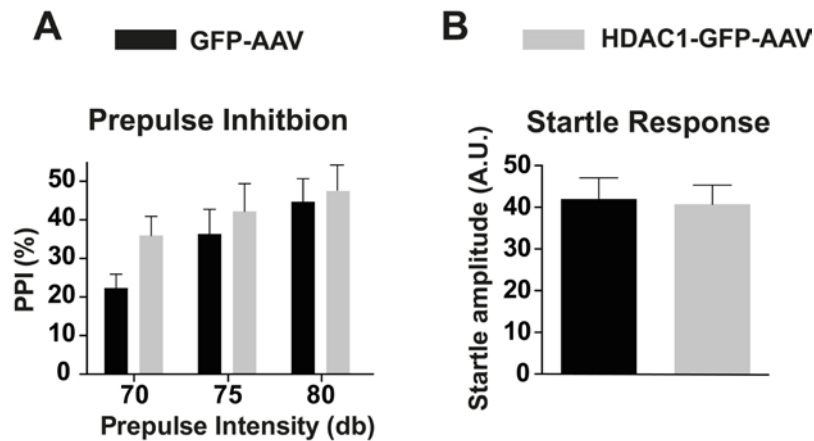 A
GFP-AAV
B
HDAC1-GFP-AAV
Prepulse Inhitbion
PPI (%)
50
40
30
20
10
0
70 75 80
Prepulse Intensity (db)
Startle Response
Startle amplitude (A.U.)
50
40
30
20
10
0